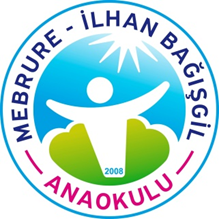 MEBRURE - İLHAN BAĞIŞGİL
2008
ANAOKULU